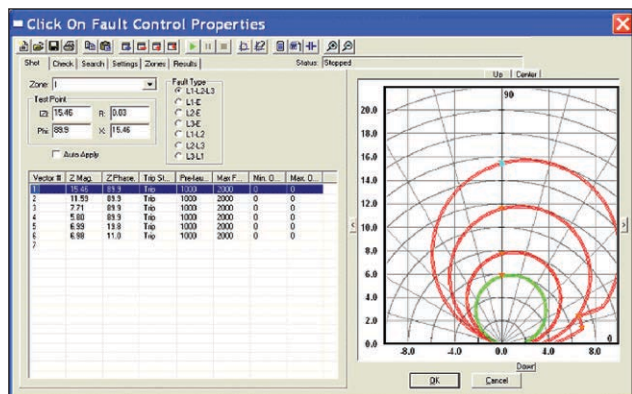 Click On Fault Control Properties
Shot Check Search Settings Zones Results Status: Stopped
Zone: I
Test Point
|Z|: 15.46 R: 0.03
Phi: 89.9 X: 15.46
Auto-Apply
Fault Type
L1-L2-L3
L1-E
L2-E
L3-E
L1-L2
L2-L3
L3-L1
Vector # Z Mag. Z Phase. Trip St... Pre-fau... Max F... Min. O... Max. O...
1 15.46 89.9 Trip 1000 2000 0 0
2 11.59 89.9 Trip 1000 2000 0 0
3 7.71 89.9 Trip 1000 2000 0 0
4 5.80 89.9 Trip 1000 2000 0 0
5 6.99 19.8 Trip 1000 2000 0 0
6 6.98 11.0 Trip 1000 2000 0 0
7
Up Center
90
22.0
20.0
16.0
12.0
8.0
6.0
4.0
2.0
0.0
0
-8.0 -4.0 0.0 4.0 8.0
< >
Down
OK Cancel